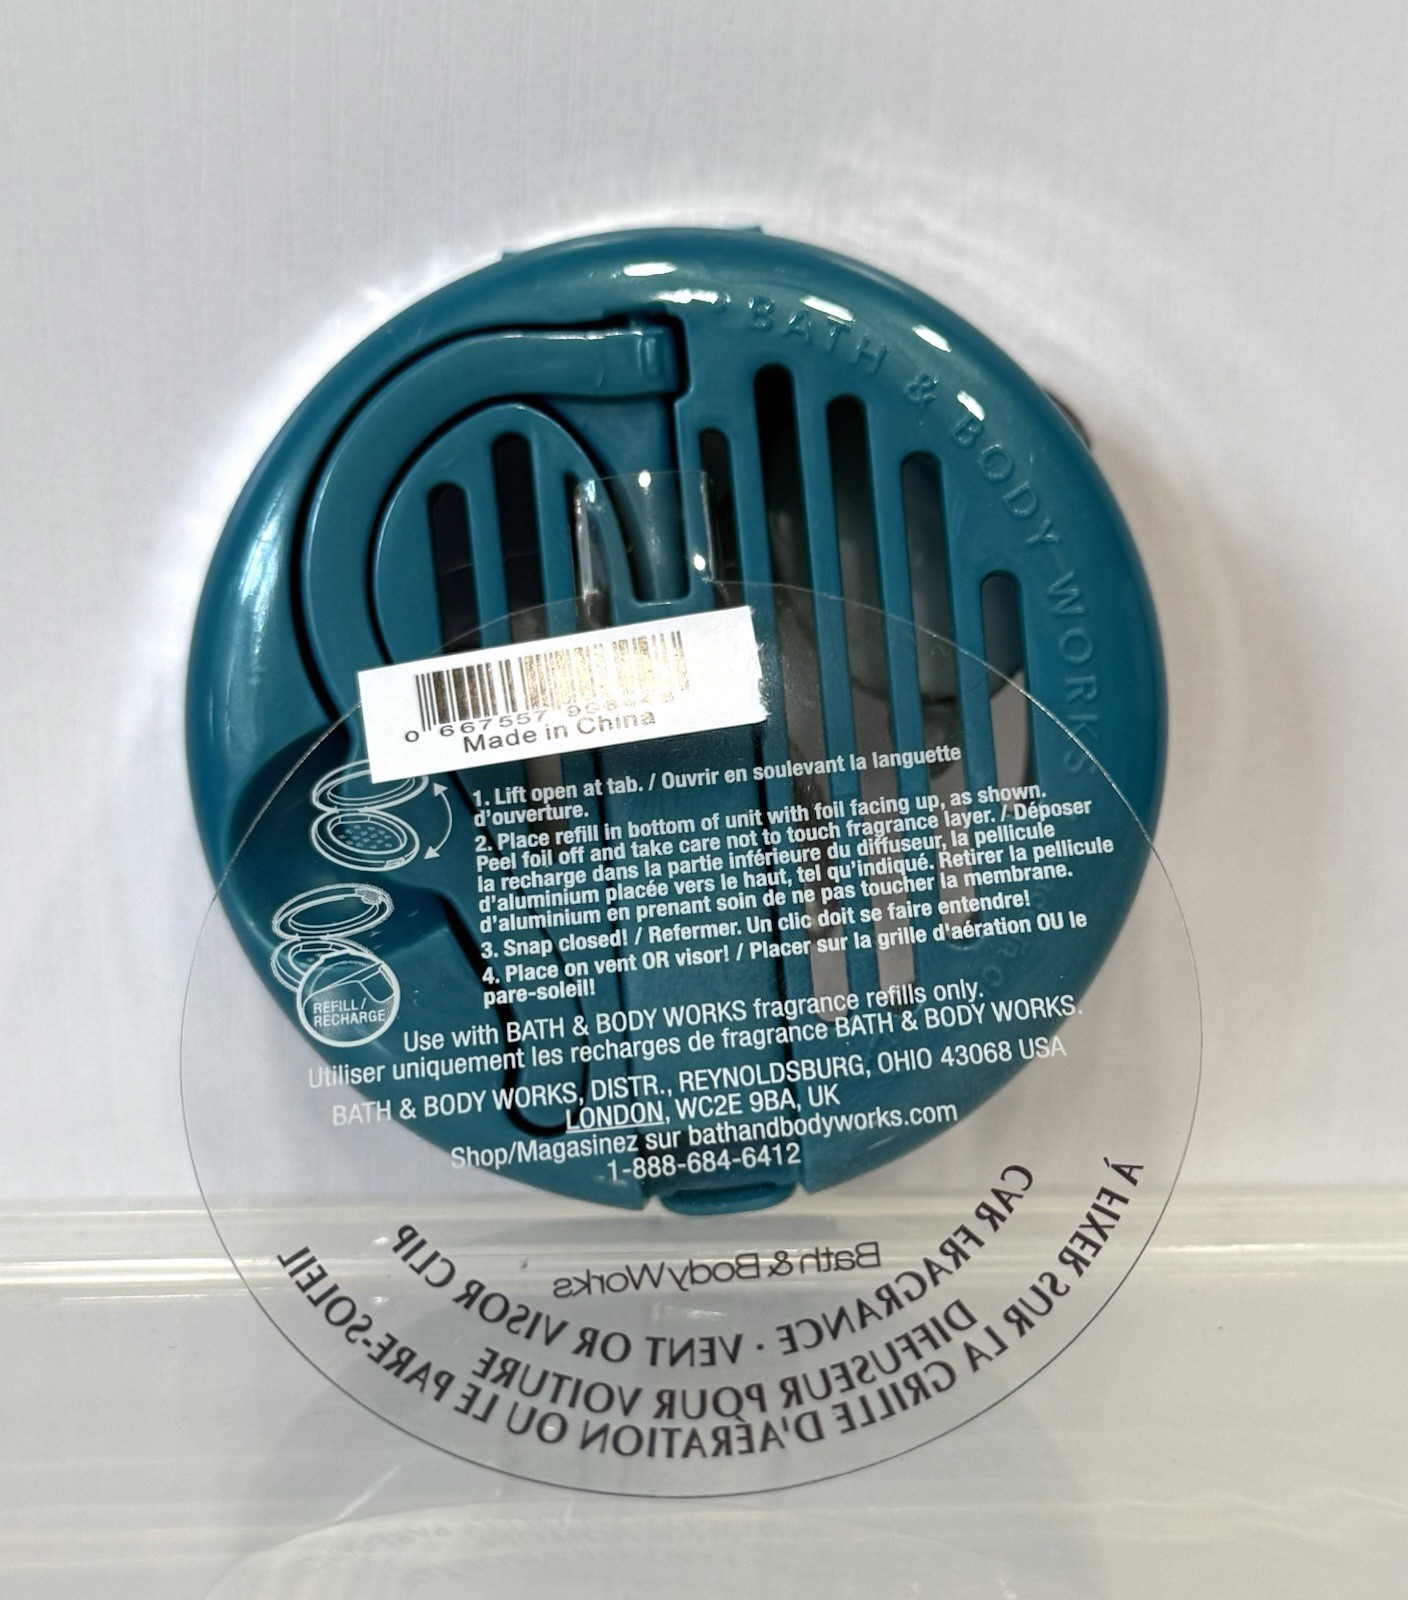 BATH & BODY WORKS
0 667557
Made in China
1. Lift open at tab. / Ouvrir en soulevant la languette
d'ouverture.
2. Place refill in bottom of unit with foil facing up, as shown.
Peel foil off and take care not to touch fragrance layer. / Déposer
la recharge dans la partie inférieure du diffuseur, la pellicule
d'aluminium placée vers le haut, tel qu'indiqué. Retirer la pellicule
d'aluminium en prenant soin de ne pas toucher la membrane.
3. Snap closed! / Refermer. Un clic doit se faire entendre!
4. Place on vent OR visor! / Placer sur la grille d'aération OU le
pare-soleil!
REFILL/
RECHARGE
Use with BATH & BODY WORKS fragrance refills only.
Utiliser uniquement les recharges de fragrance BATH & BODY WORKS.
BATH & BODY WORKS, DISTR., REYNOLDSBURG, OHIO 43068 USA
LONDON, WC2E 9BA, UK
Shop/Magasinez sur bathandbodyworks.com
1-888-684-6412
Bath & Body Works
CAR FRAGRANCE · VENT OR VISOR CLIP
DIFFUSEUR POUR VOITURE
À FIXER SUR LA GRILLE D'AÉRATION OU LE PARE-SOLEIL